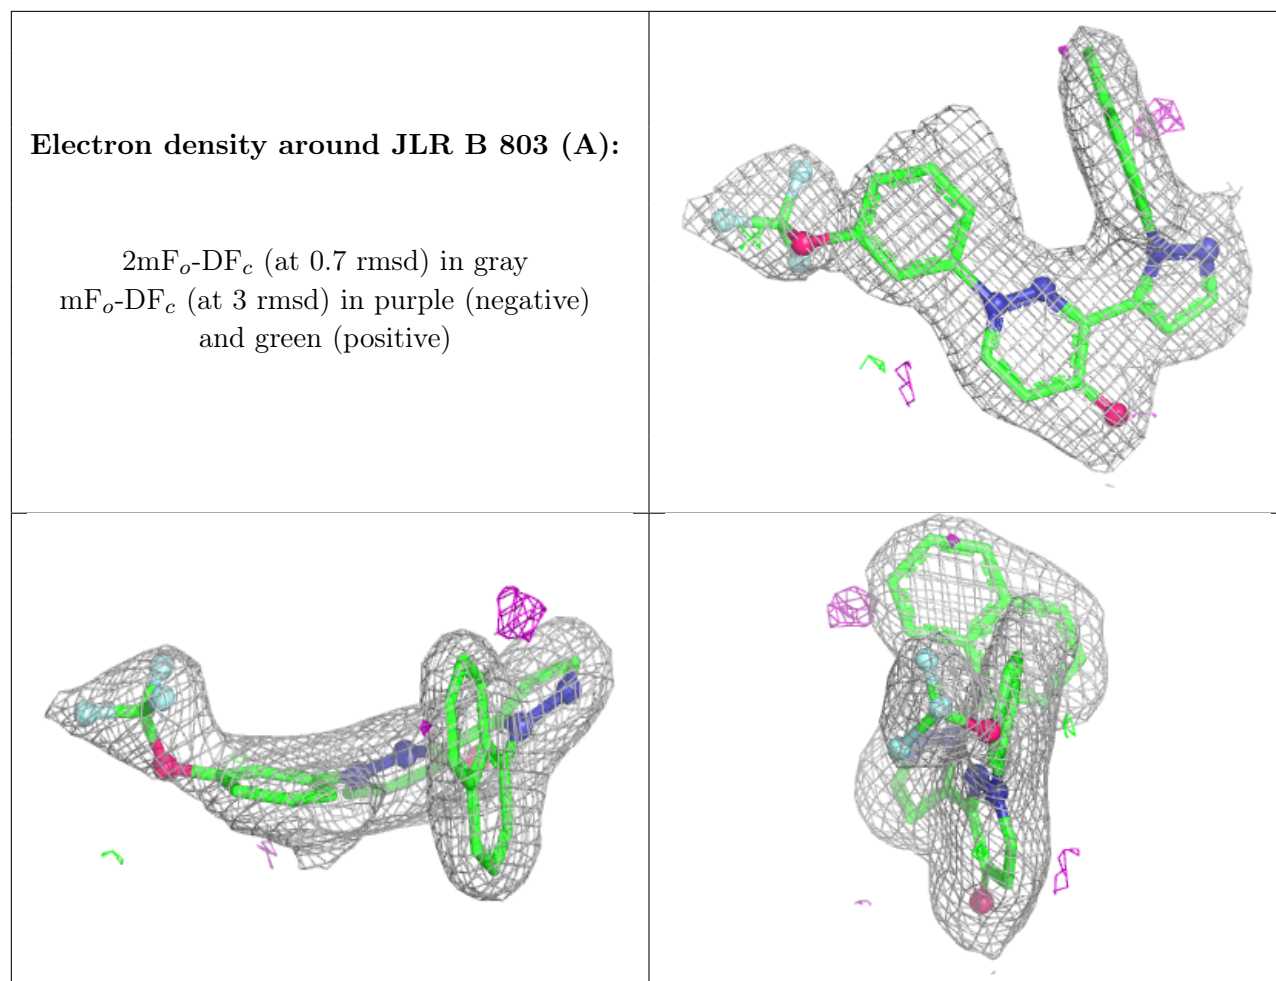 Electron density around JLR B 803 (A):
2mFo-DFc (at 0.7 rmsd) in gray
mFo-DFc (at 3 rmsd) in purple (negative)
and green (positive)